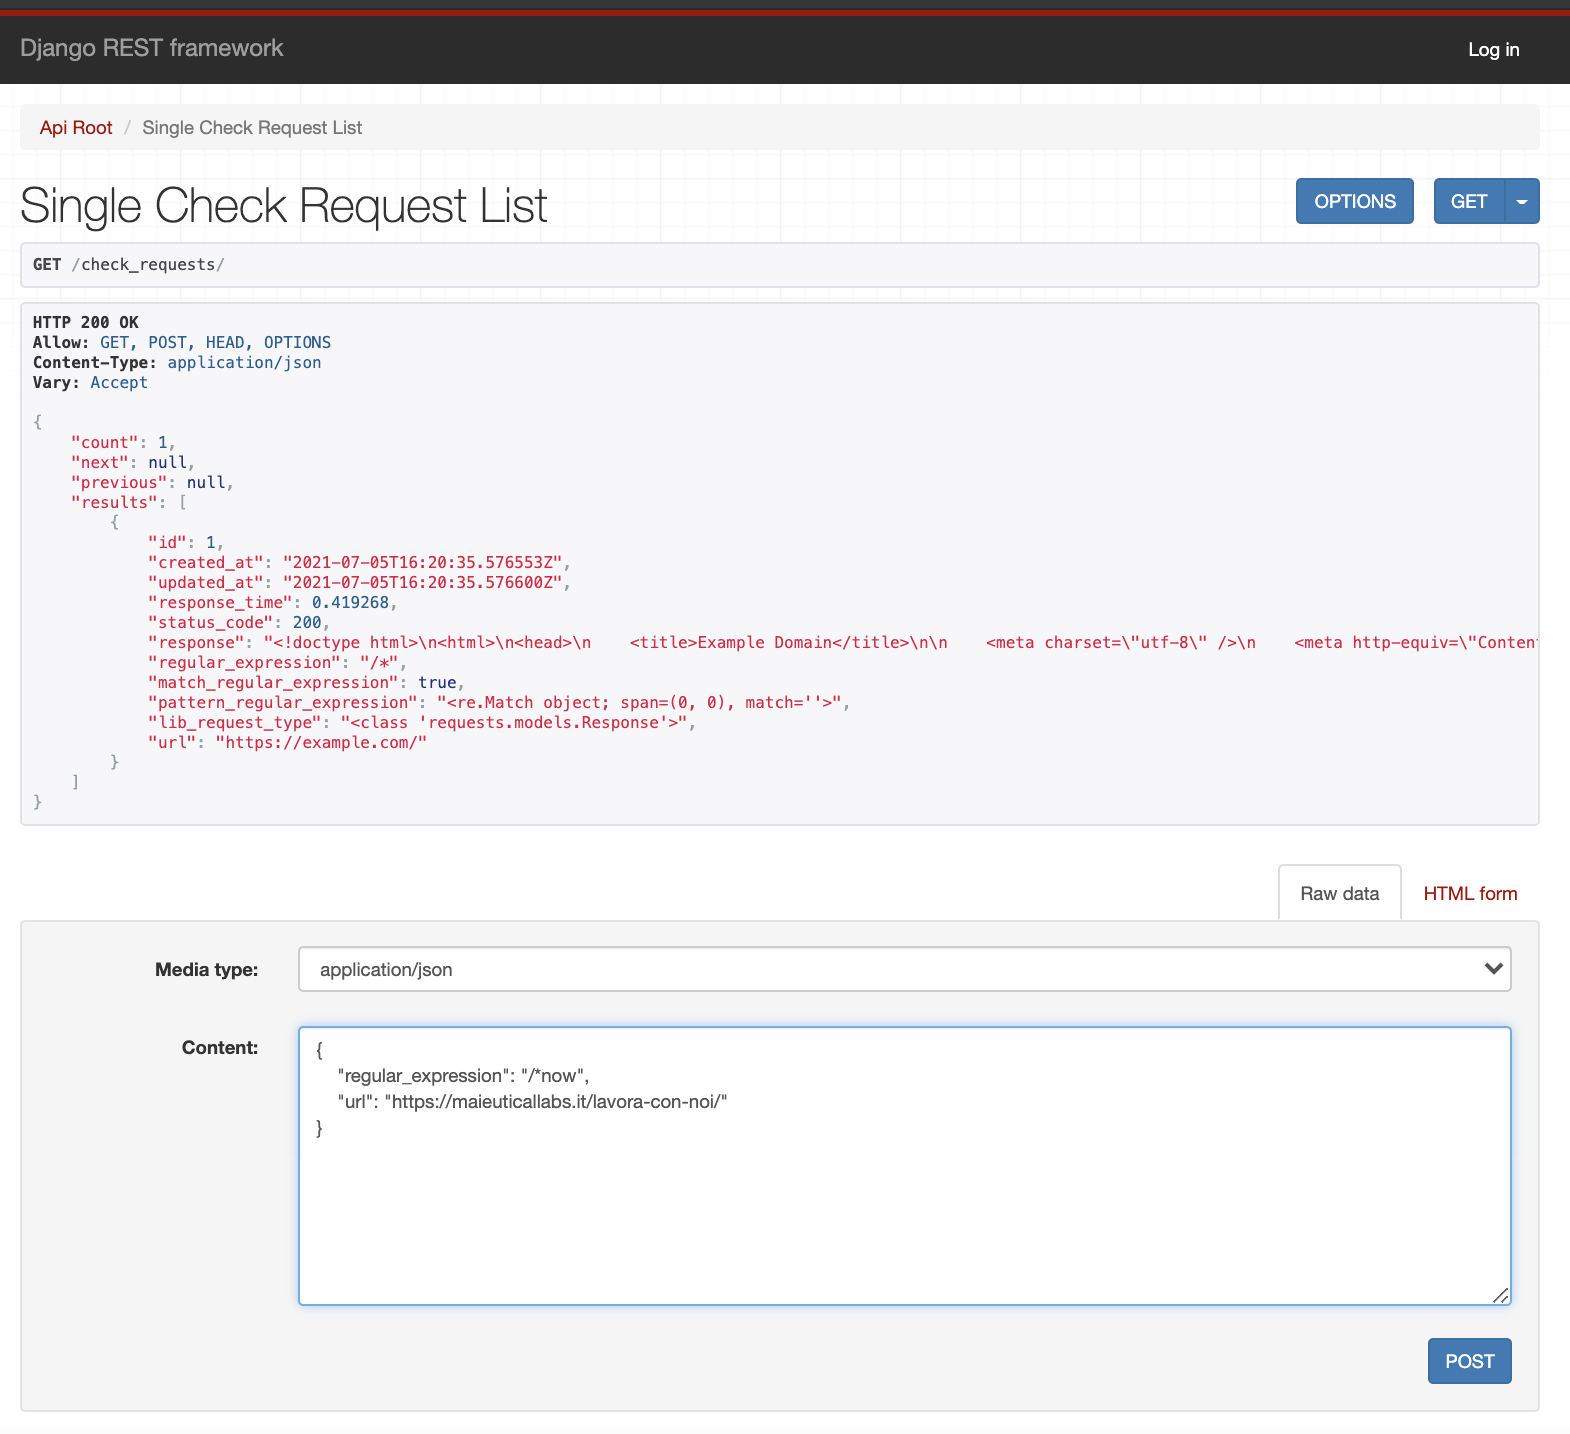 Django REST framework
Log in
Api Root / Single Check Request List
Single Check Request List
OPTIONS
GET
GET /check_requests/
HTTP 200 OK
Allow: GET, POST, HEAD, OPTIONS
Content-Type: application/json
Vary: Accept
{
    "count": 1,
    "next": null,
    "previous": null,
    "results": [
        {
            "id": 1,
            "created_at": "2021-07-05T16:20:35.576553Z",
            "updated_at": "2021-07-05T16:20:35.576600Z",
            "response_time": 0.419268,
            "status_code": 200,
            "response": "<!doctype html>\n<html>\n<head>\n    <title>Example Domain</title>\n\n    <meta charset=\"utf-8\" />\n    <meta http-equiv=\"Conten
            "regular_expression": "/*",
            "match_regular_expression": true,
            "pattern_regular_expression": "<re.Match object; span=(0, 0), match=''>",
            "lib_request_type": "<class 'requests.models.Response'>",
            "url": "https://example.com/"
        }
    ]
}
Raw data
HTML form
Media type:
application/json
Content:
{
    "regular_expression": "/*now",
    "url": "https://maieuticallabs.it/lavora-con-noi/"
}
POST